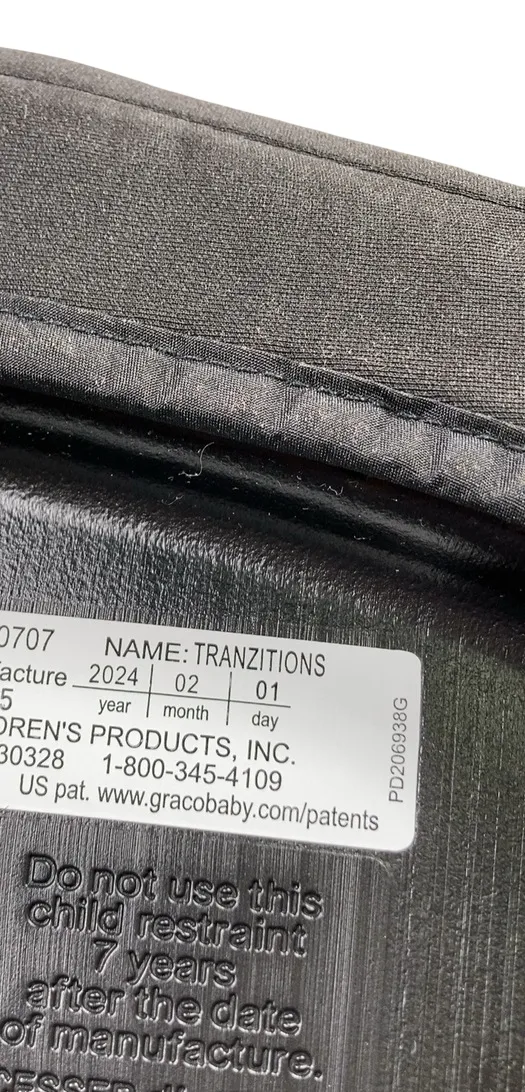 0707 NAME: TRANZITIONS
facture 2024 02 01
5 year month day
DREN'S PRODUCTS, INC.
30328 1-800-345-4109
US pat. www.gracobaby.com/patents
PD206938G
Do not use this
child restraint
7 years
after the date
of manufacture.